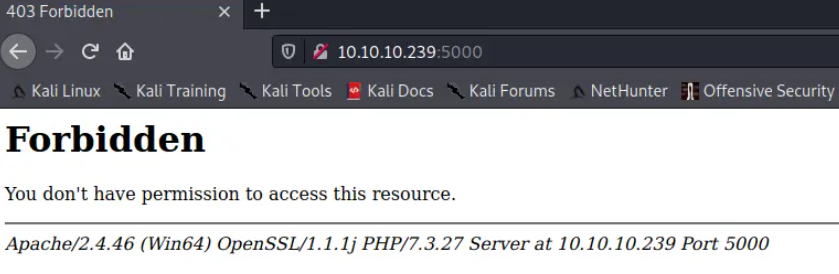 403 Forbidden
10.10.10.239:5000
Kali Linux Kali Training Kali Tools Kali Docs Kali Forums NetHunter Offensive Security
Forbidden
You don't have permission to access this resource.
Apache/2.4.46 (Win64) OpenSSL/1.1.1j PHP/7.3.27 Server at 10.10.10.239 Port 5000